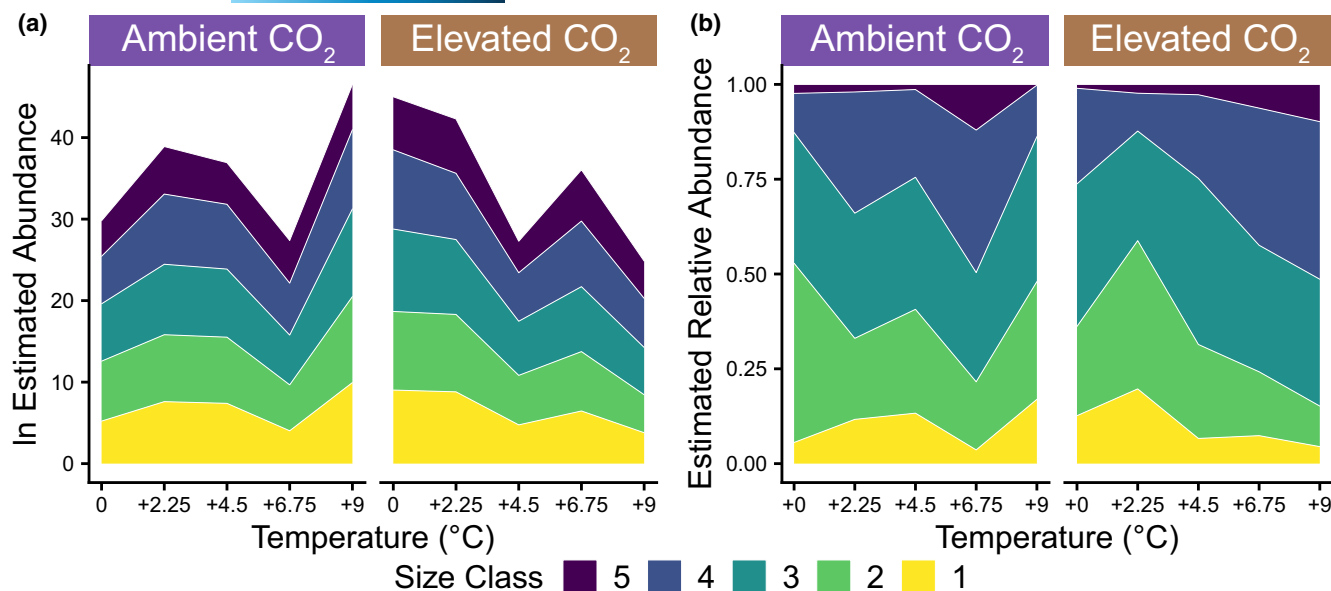 (a) Ambient CO₂ Elevated CO₂ (b) Ambient CO₂ Elevated CO₂
ln Estimated Abundance
40
30
20
10
0
0 +2.25 +4.5 +6.75 +9 0 +2.25 +4.5 +6.75 +9
Temperature (°C)
Estimated Relative Abundance
1.00
0.75
0.50
0.25
0.00
+0 +2.25 +4.5 +6.75 +9 +0 +2.25 +4.5 +6.75 +9
Temperature (°C)
Size Class 5 4 3 2 1